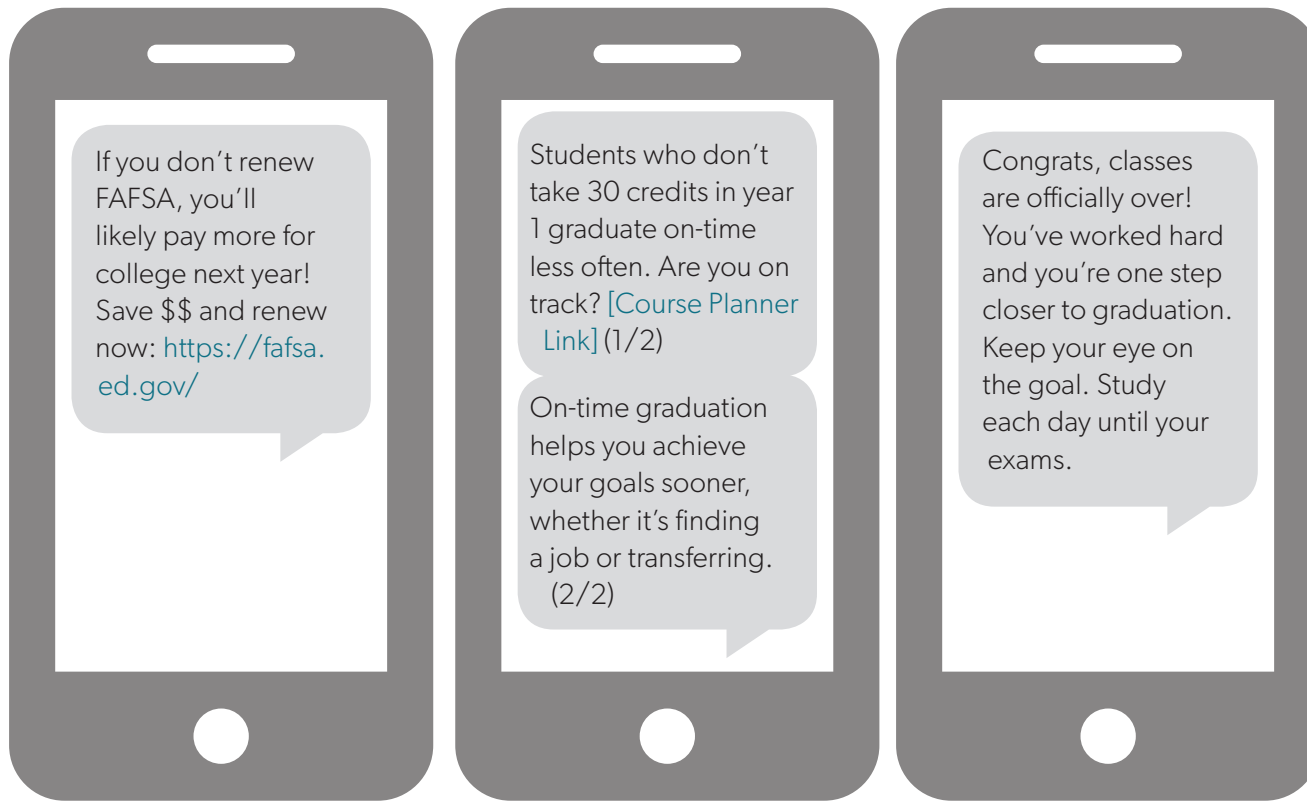 If you don’t renew
FAFSA, you’ll
likely pay more for
college next year!
Save $$ and renew
now: https://fafsa.
ed.gov/
Students who don’t
take 30 credits in year
1 graduate on-time
less often. Are you on
track? [Course Planner
Link] (1/2)
On-time graduation
helps you achieve
your goals sooner,
whether it’s finding
a job or transferring.
(2/2)
Congrats, classes
are officially over!
You’ve worked hard
and you’re one step
closer to graduation.
Keep your eye on
the goal. Study
each day until your
exams.